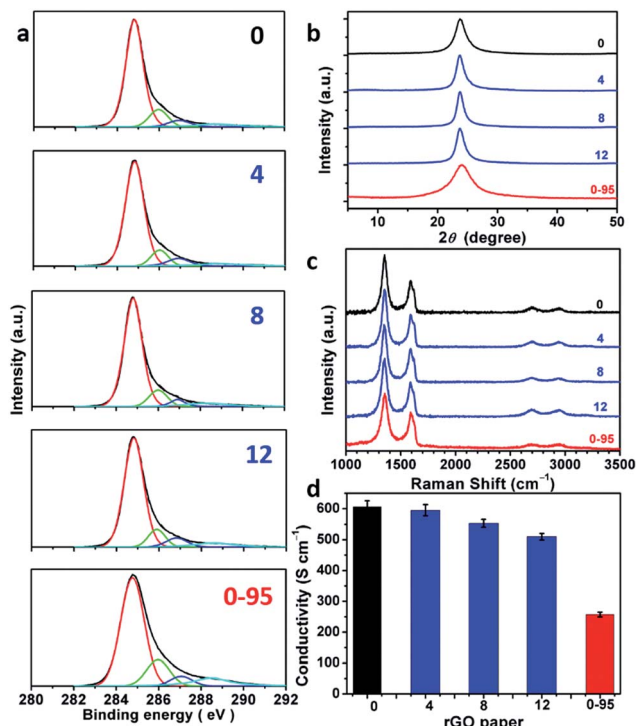 a
0
4
8
12
0-95
Intensity (a.u.)
280 282 284 286 288 290 292
Binding energy ( eV )
b
0
4
8
12
0-95
Intensity (a.u.)
10 20 30 40 50
2θ (degree)
c
0
4
8
12
0-95
Intensity (a.u.)
1000 1500 2000 2500 3000 3500
Raman Shift (cm⁻¹)
d
600
500
400
300
200
100
0
Conductivity (S cm⁻¹)
0 4 8 12 0-95
rGO paper